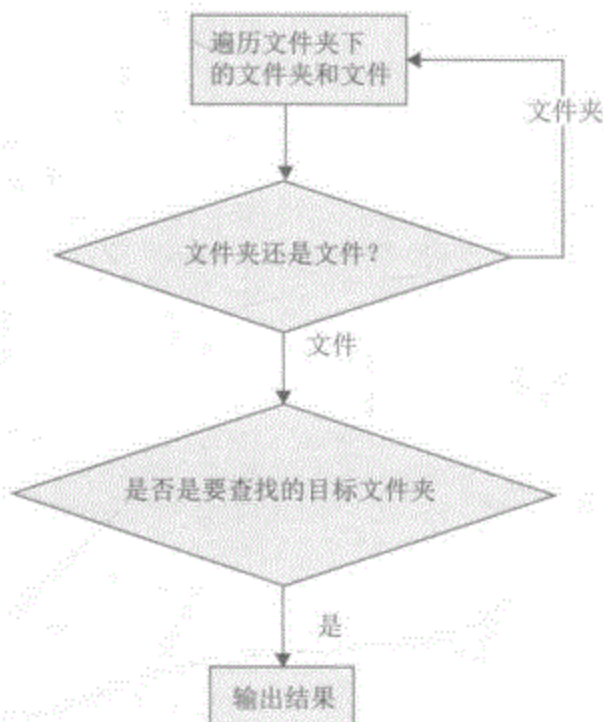 遍历文件夹下
的文件夹和文件
文件夹
文件夹还是文件？
文件
是否是要查找的目标文件夹
是
输出结果